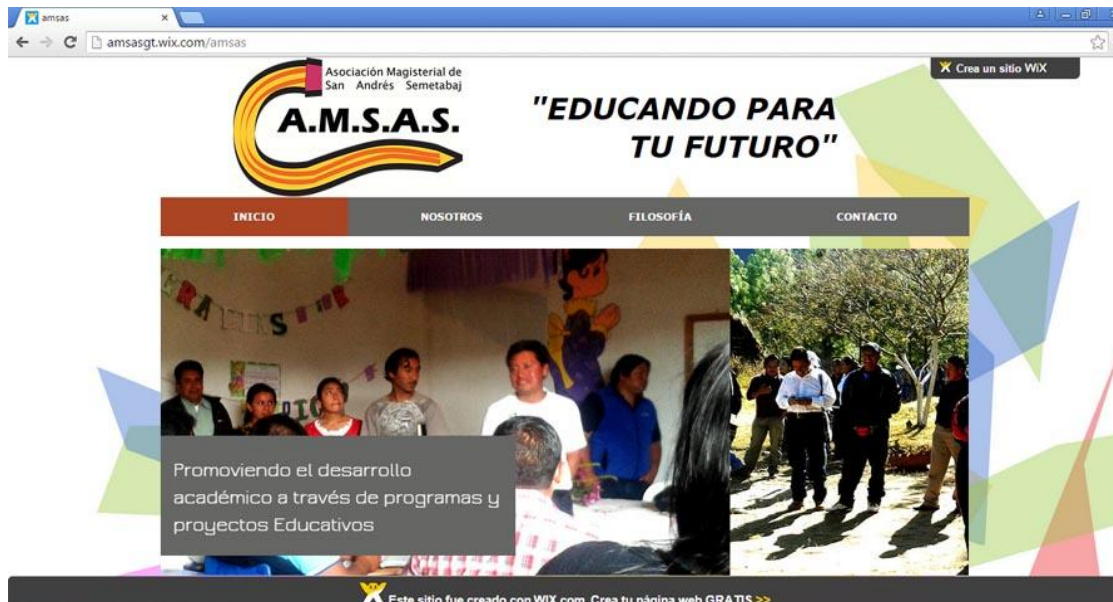 amsas
amsasgt.wix.com/amsas
Crea un sitio WiX
Asociación Magisterial de
San Andrés Semetabaj
A.M.S.A.S.
"EDUCANDO PARA
TU FUTURO"
INICIO
NOSOTROS
FILOSOFÍA
CONTACTO
Promoviendo el desarrollo
académico a través de programas y
proyectos Educativos
Este sitio fue creado con WIX.com. Crea tu página web GRATIS >>